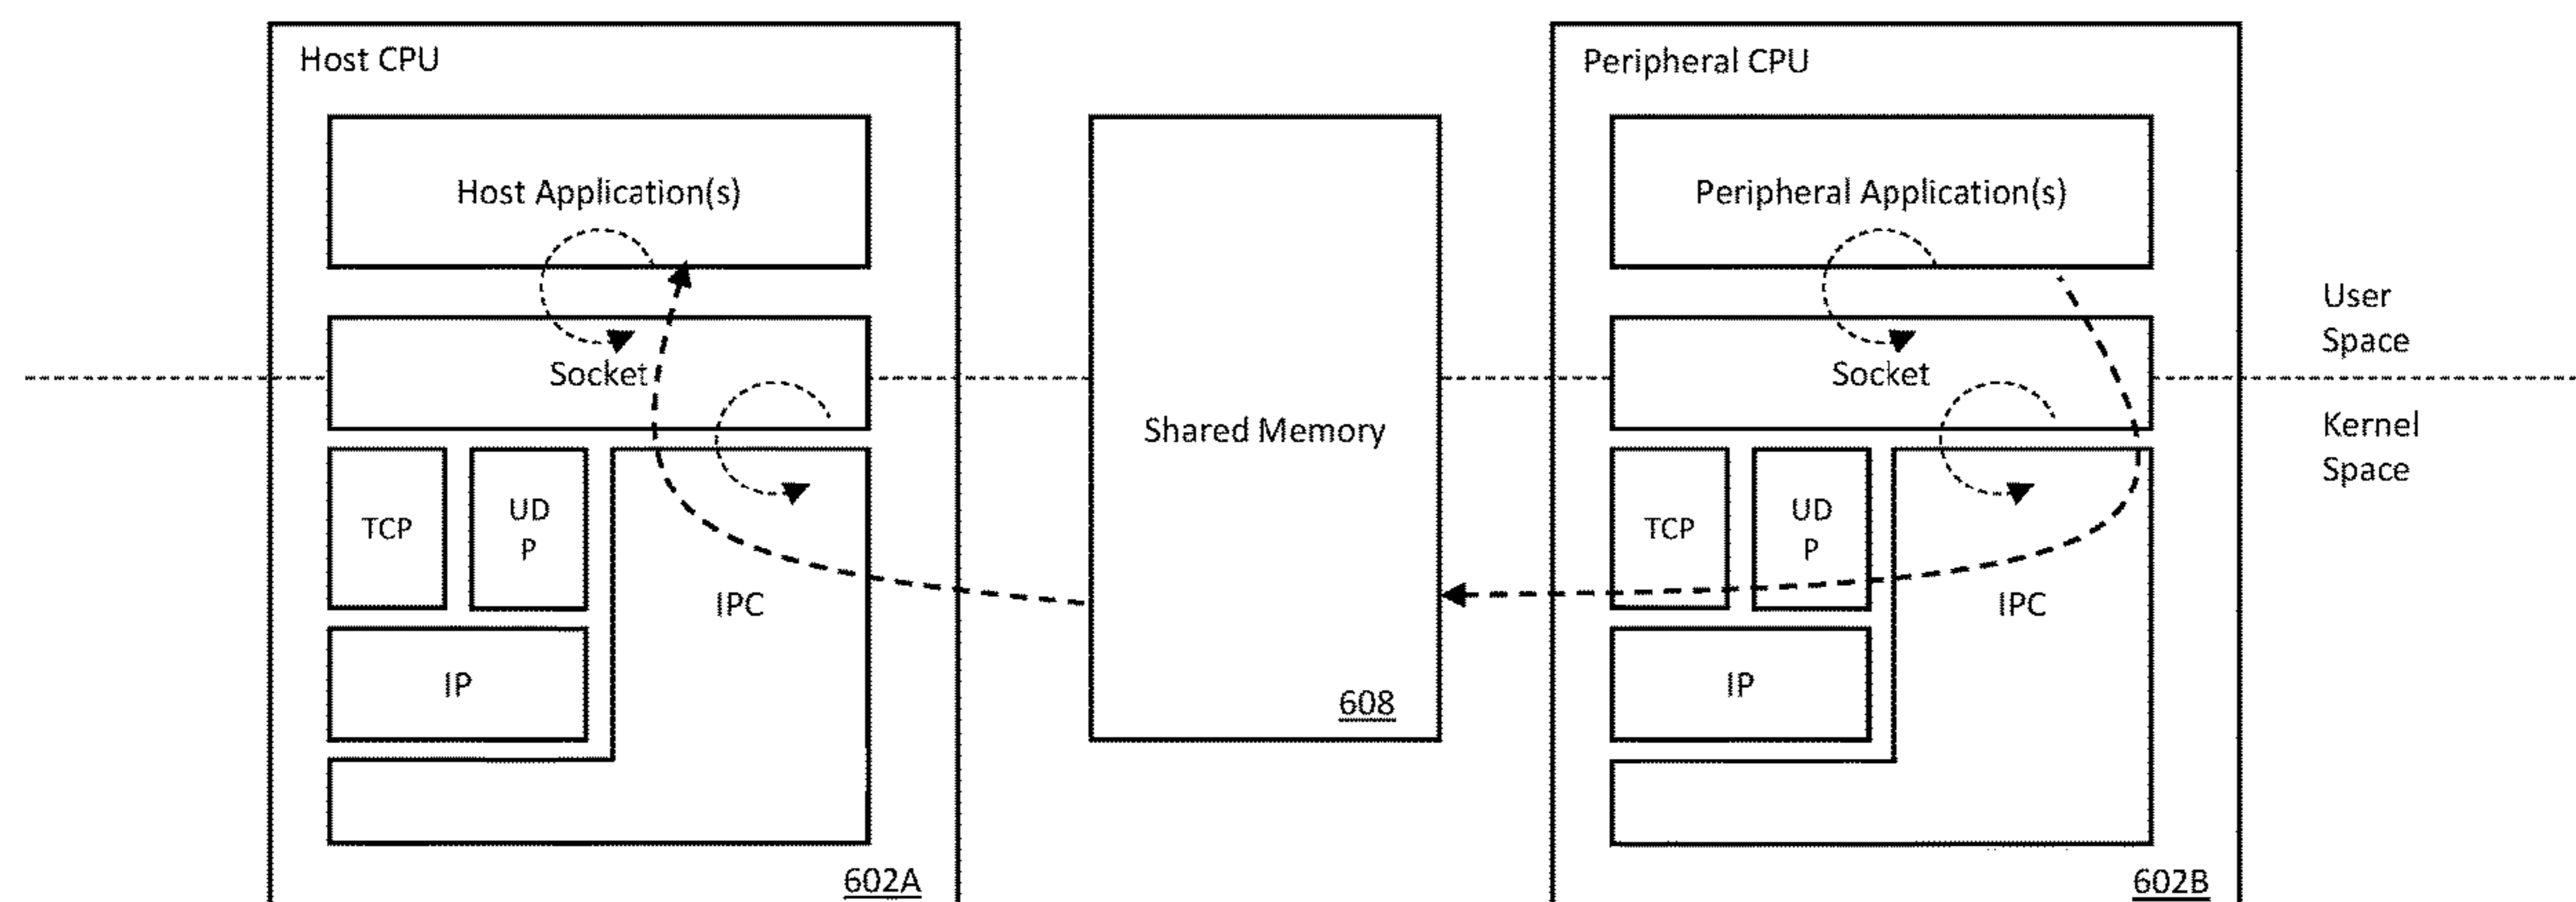 Host CPU
Host Application(s)
Socket
TCP
UD
P
IPC
IP
602A
Shared Memory
608
Peripheral CPU
Peripheral Application(s)
Socket
TCP
UD
P
IPC
IP
602B
User
Space
Kernel
Space